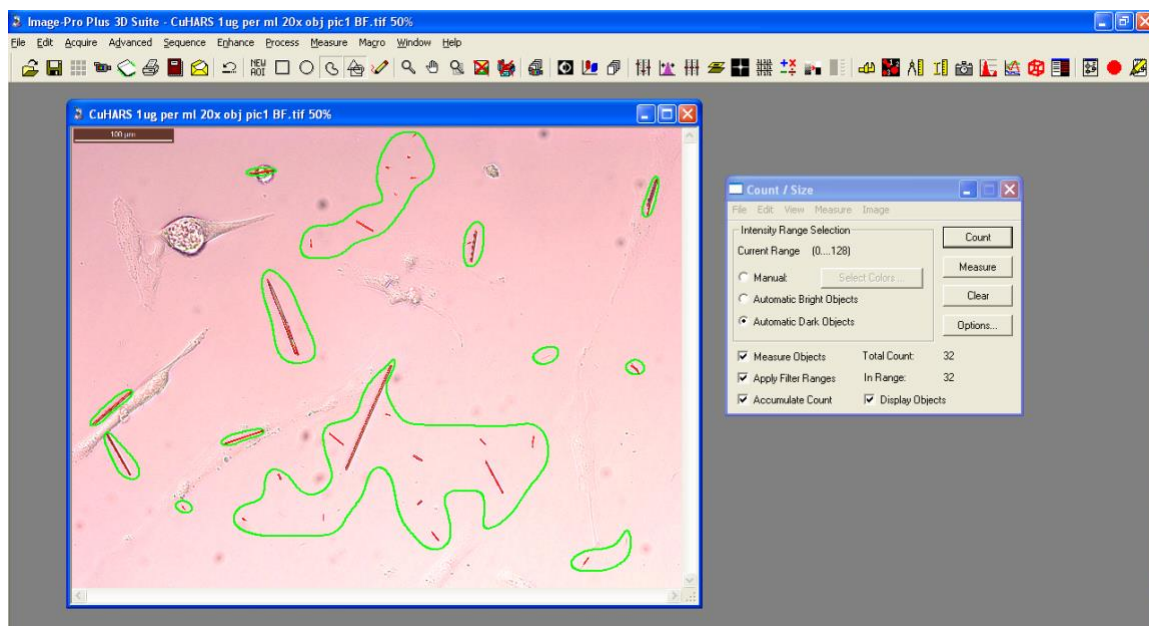 Image-Pro Plus 3D Suite - CuHARS 1ug per ml 20x obj pic1 BF.tif 50%
File Edit Acquire Advanced Sequence Enhance Process Measure Macro Window Help
NEW AOI
CuHARS 1ug per ml 20x obj pic1 BF.tif 50%
100 µm
Count / Size
File Edit View Measure Image
Intensity Range Selection
Current Range (0....128)
Count
Manual: Select Colors...
Measure
Automatic Bright Objects
Clear
Automatic Dark Objects
Options...
Measure Objects Total Count: 32
Apply Filter Ranges In Range: 32
Accumulate Count Display Objects